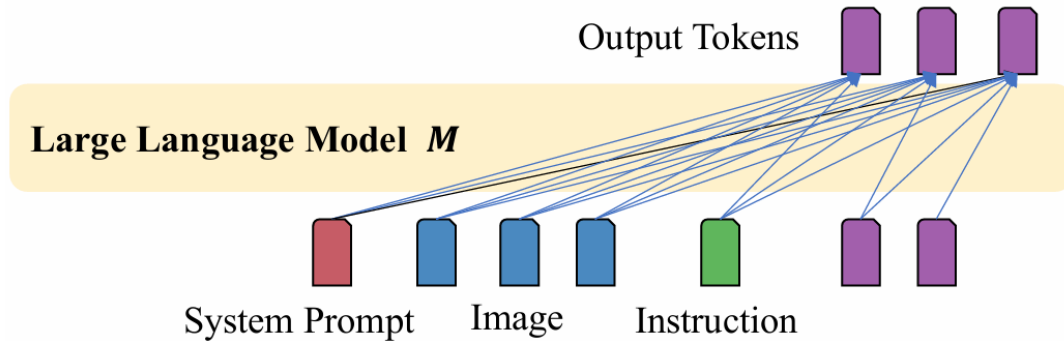 Output Tokens
Large Language Model M
System Prompt
Image
Instruction